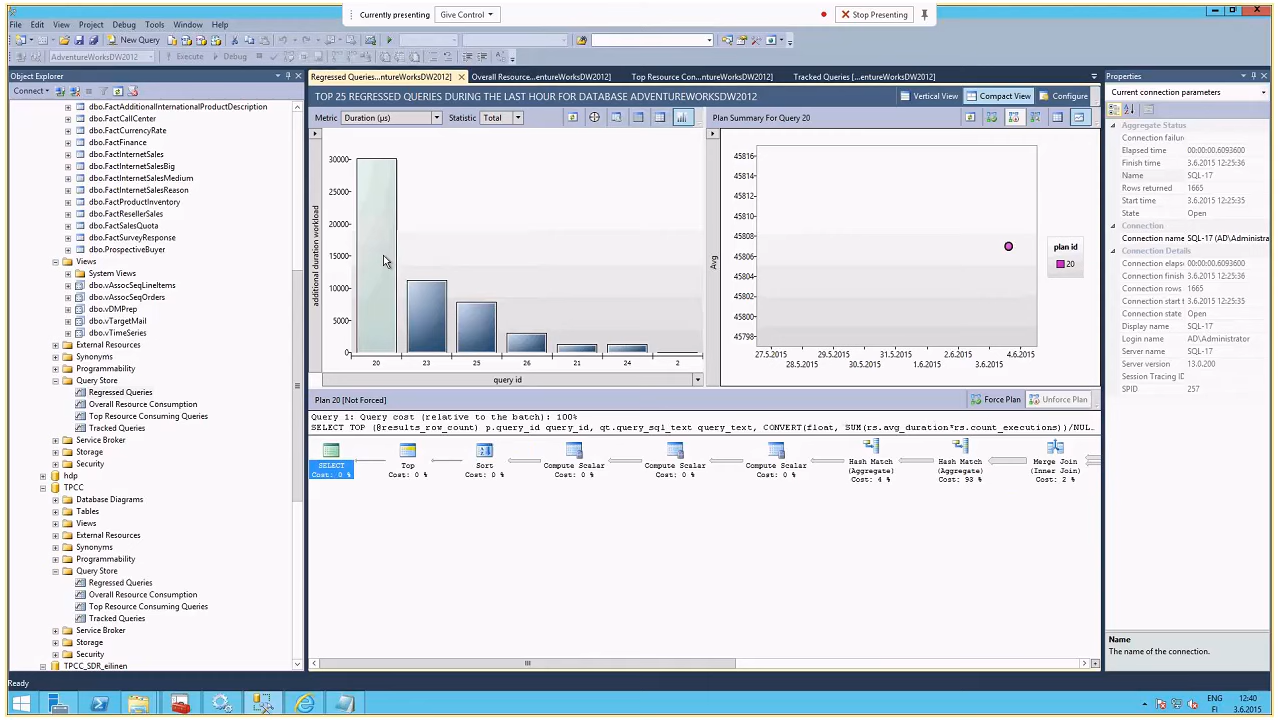 Currently presenting
Give Control
Stop Presenting
File Edit View Project Debug Tools Window Help
New Query
AdventureWorksDW2012
Execute
Debug
Object Explorer
Connect
dbo.FactAdditionalInternationalProductDescription
dbo.FactCallCenter
dbo.FactCurrencyRate
dbo.FactFinance
dbo.FactInternetSales
dbo.FactInternetSalesBig
dbo.FactInternetSalesMedium
dbo.FactInternetSalesReason
dbo.FactProductInventory
dbo.FactResellerSales
dbo.FactSalesQuota
dbo.FactSurveyResponse
dbo.ProspectiveBuyer
Views
System Views
dbo.vAssocSeqLineItems
dbo.vAssocSeqOrders
dbo.vDMPrep
dbo.vTargetMail
dbo.vTimeSeries
External Resources
Synonyms
Programmability
Query Store
Regressed Queries
Overall Resource Consumption
Top Resource Consuming Queries
Tracked Queries
Service Broker
Storage
Security
hdp
TPCC
Database Diagrams
Tables
Views
External Resources
Synonyms
Programmability
Query Store
Regressed Queries
Overall Resource Consumption
Top Resource Consuming Queries
Tracked Queries
Service Broker
Storage
Security
TPCC_SDR_eilinen
Regressed Queries...entureWorksDW2012]
Overall Resource...entureWorksDW2012]
Top Resource Con...entureWorksDW2012]
Tracked Queries [...entureWorksDW2012]
TOP 25 REGRESSED QUERIES DURING THE LAST HOUR FOR DATABASE ADVENTUREWORKSDW2012
Vertical View
Compact View
Configure
Metric Duration (µs)
Statistic Total
additional duration workload
30000
25000
20000
15000
10000
5000
0
20 23 25 26 21 24 2
query id
Plan Summary For Query 20
Avg
45816
45814
45812
45810
45808
45806
45804
45802
45800
45798
27.5.2015 29.5.2015 31.5.2015 2.6.2015 4.6.2015
28.5.2015 30.5.2015 1.6.2015 3.6.2015
plan id
20
Plan 20 [Not Forced]
Force Plan
Unforce Plan
Query 1: Query cost (relative to the batch): 100%
SELECT TOP (@results_row_count) p.query_id query_id, qt.query_sql_text query_text, CONVERT(float, SUM(rs.avg_duration*rs.count_executions))/NUL...
SELECT
Cost: 0 %
Top
Cost: 0 %
Sort
Cost: 0 %
Compute Scalar
Cost: 0 %
Compute Scalar
Cost: 0 %
Compute Scalar
Cost: 0 %
Hash Match
(Aggregate)
Cost: 4 %
Hash Match
(Aggregate)
Cost: 93 %
Merge Join
(Inner Join)
Cost: 2 %
Properties
Current connection parameters
Aggregate Status
Connection failure
Elapsed time 00:00:00.6093600
Finish time 3.6.2015 12:25:36
Name SQL-17
Rows returned 1665
Start time 3.6.2015 12:25:35
State Open
Connection
Connection name SQL-17 (AD\Administra
Connection Details
Connection elaps 00:00:00.6093600
Connection finish 3.6.2015 12:25:36
Connection rows 1665
Connection start t 3.6.2015 12:25:35
Connection state Open
Display name SQL-17
Login name AD\Administrator
Server name SQL-17
Server version 13.0.200
Session Tracing ID
SPID 257
Name
The name of the connection.
Ready
ENG
FI
12:40
3.6.2015